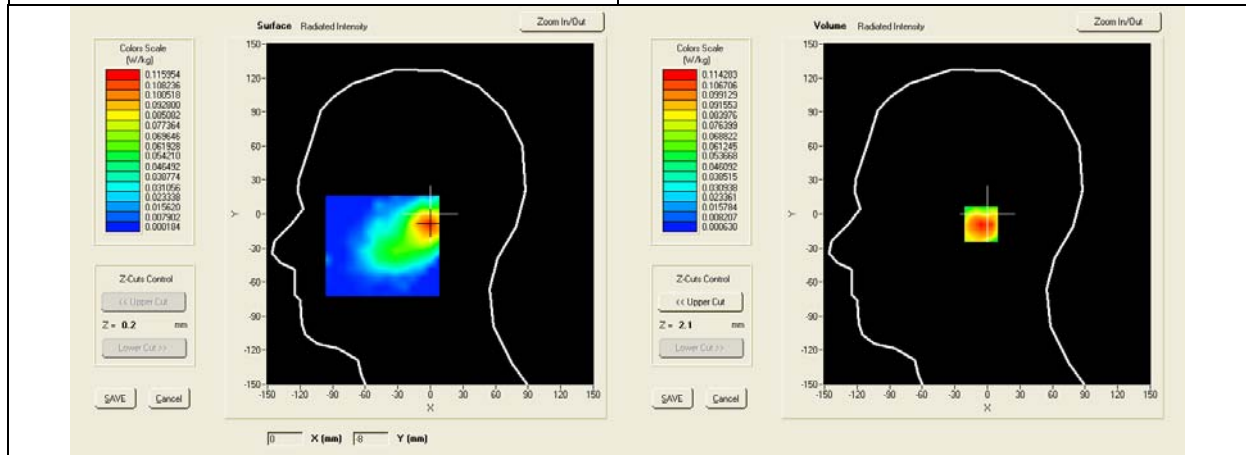 Surface Radiated Intensity
Zoom In/Out
Colors Scale
(W/kg)
0.115954
0.108236
0.100518
0.092800
0.085082
0.077364
0.069646
0.061928
0.054210
0.046492
0.038774
0.031056
0.023338
0.015620
0.007902
0.000184
Z-Cuts Control
<< Upper Cut
Z = 0.2 mm
Lower Cut >>
SAVE Cancel
Y
150
120
90
60
30
0
-30
-60
-90
-120
-150
-150 -120 -90 -60 -30 0 30 60 90 120 150
X
0 X (mm) -8 Y (mm)
Volume Radiated Intensity
Zoom In/Out
Colors Scale
(W/kg)
0.114283
0.106706
0.099129
0.091553
0.083976
0.076399
0.068822
0.061245
0.053668
0.046092
0.038515
0.030938
0.023361
0.015784
0.008207
0.000630
Z-Cuts Control
<< Upper Cut
Z = 2.1 mm
Lower Cut >>
SAVE Cancel
Y
150
120
90
60
30
0
-30
-60
-90
-120
-150
-150 -120 -90 -60 -30 0 30 60 90 120 150
X